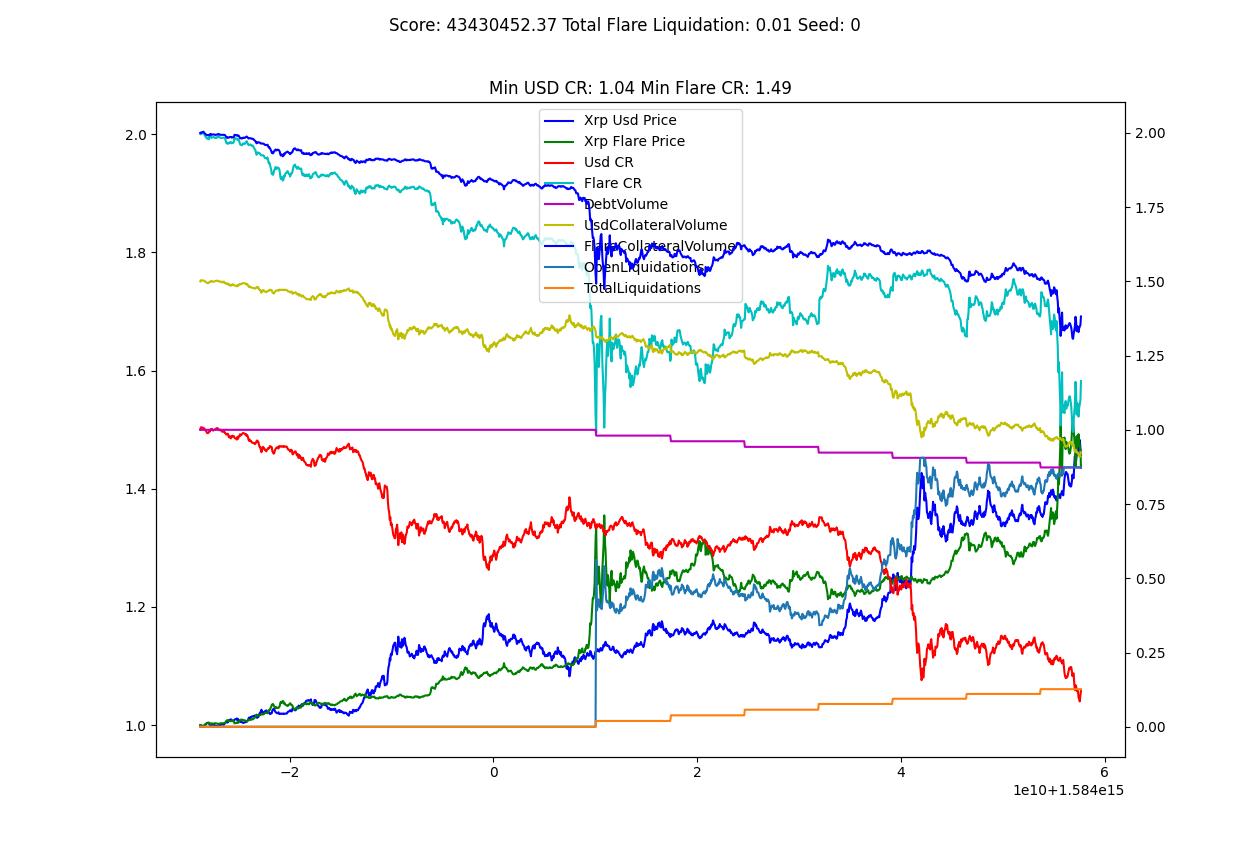 Score: 43430452.37 Total Flare Liquidation: 0.01 Seed: 0
Min USD CR: 1.04 Min Flare CR: 1.49
Xrp Usd Price
Xrp Flare Price
Usd CR
Flare CR
DebtVolume
UsdCollateralVolume
FlareCollateralVolume
OpenLiquidations
TotalLiquidations
2.0
1.8
1.6
1.4
1.2
1.0
2.00
1.75
1.50
1.25
1.00
0.75
0.50
0.25
0.00
−2
0
2
4
6
1e10+1.584e15